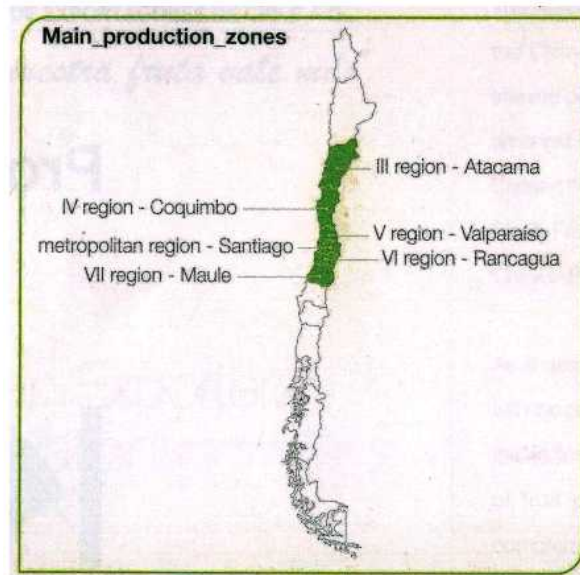 Main_production_zones
III region - Atacama
IV region - Coquimbo
V region - Valparaíso
metropolitan region - Santiago
VI region - Rancagua
VII region - Maule